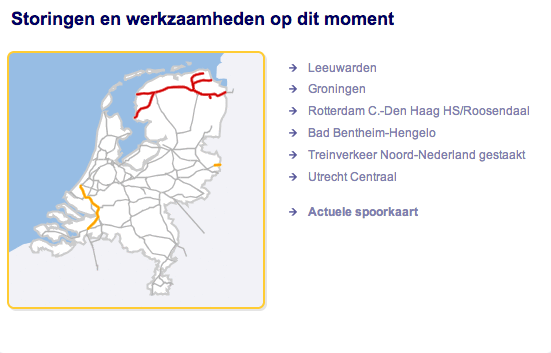 Storingen en werkzaamheden op dit moment
Leeuwarden
Groningen
Rotterdam C.-Den Haag HS/Roosendaal
Bad Bentheim-Hengelo
Treinverkeer Noord-Nederland gestaakt
Utrecht Centraal
Actuele spoorkaart